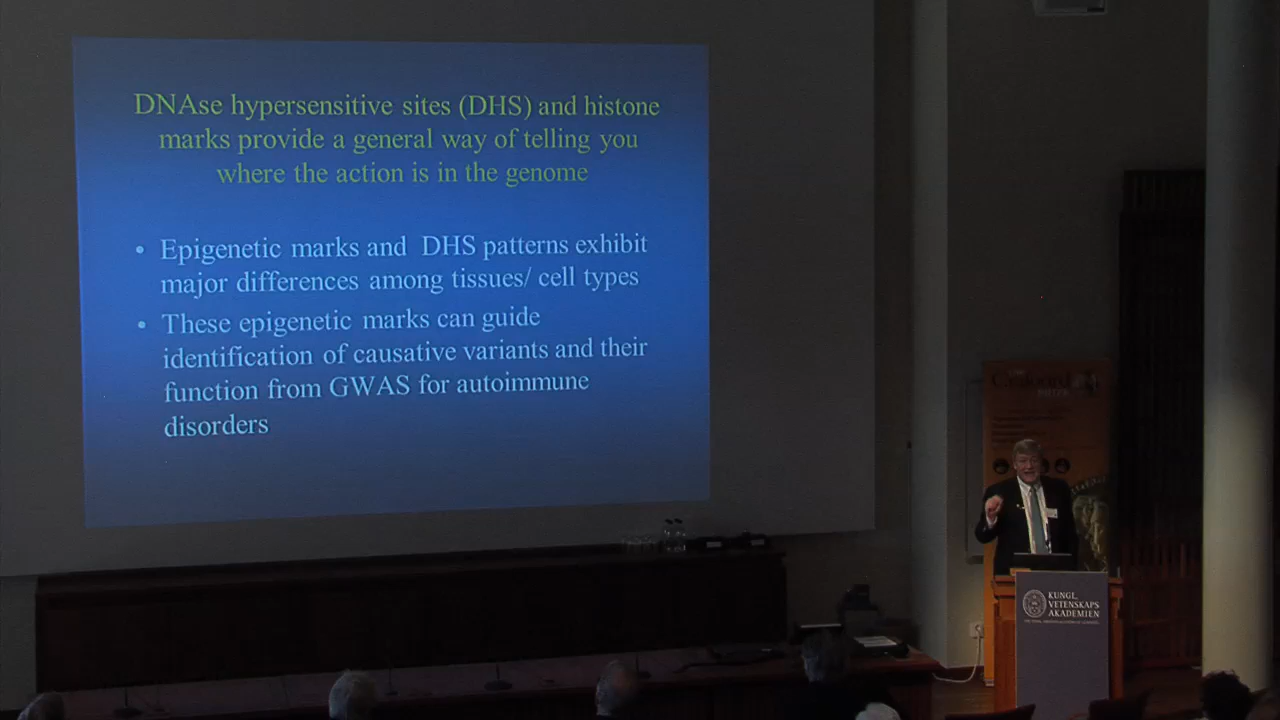 DNAse hypersensitive sites (DHS) and histone
marks provide a general way of telling you
where the action is in the genome
• Epigenetic marks and DHS patterns exhibit
major differences among tissues/ cell types
• These epigenetic marks can guide
identification of causative variants and their
function from GWAS for autoimmune
disorders
KUNGL.
VETENSKAPS
AKADEMIEN